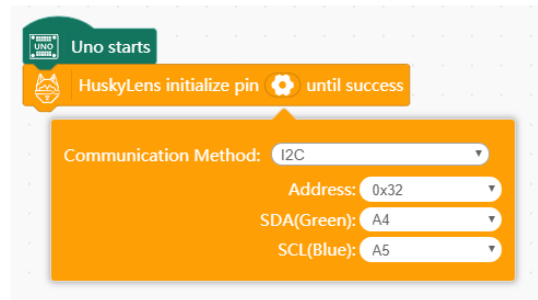 UNO Uno starts
HuskyLens initialize pin until success
Communication Method: I2C
Address: 0x32
SDA(Green): A4
SCL(Blue): A5